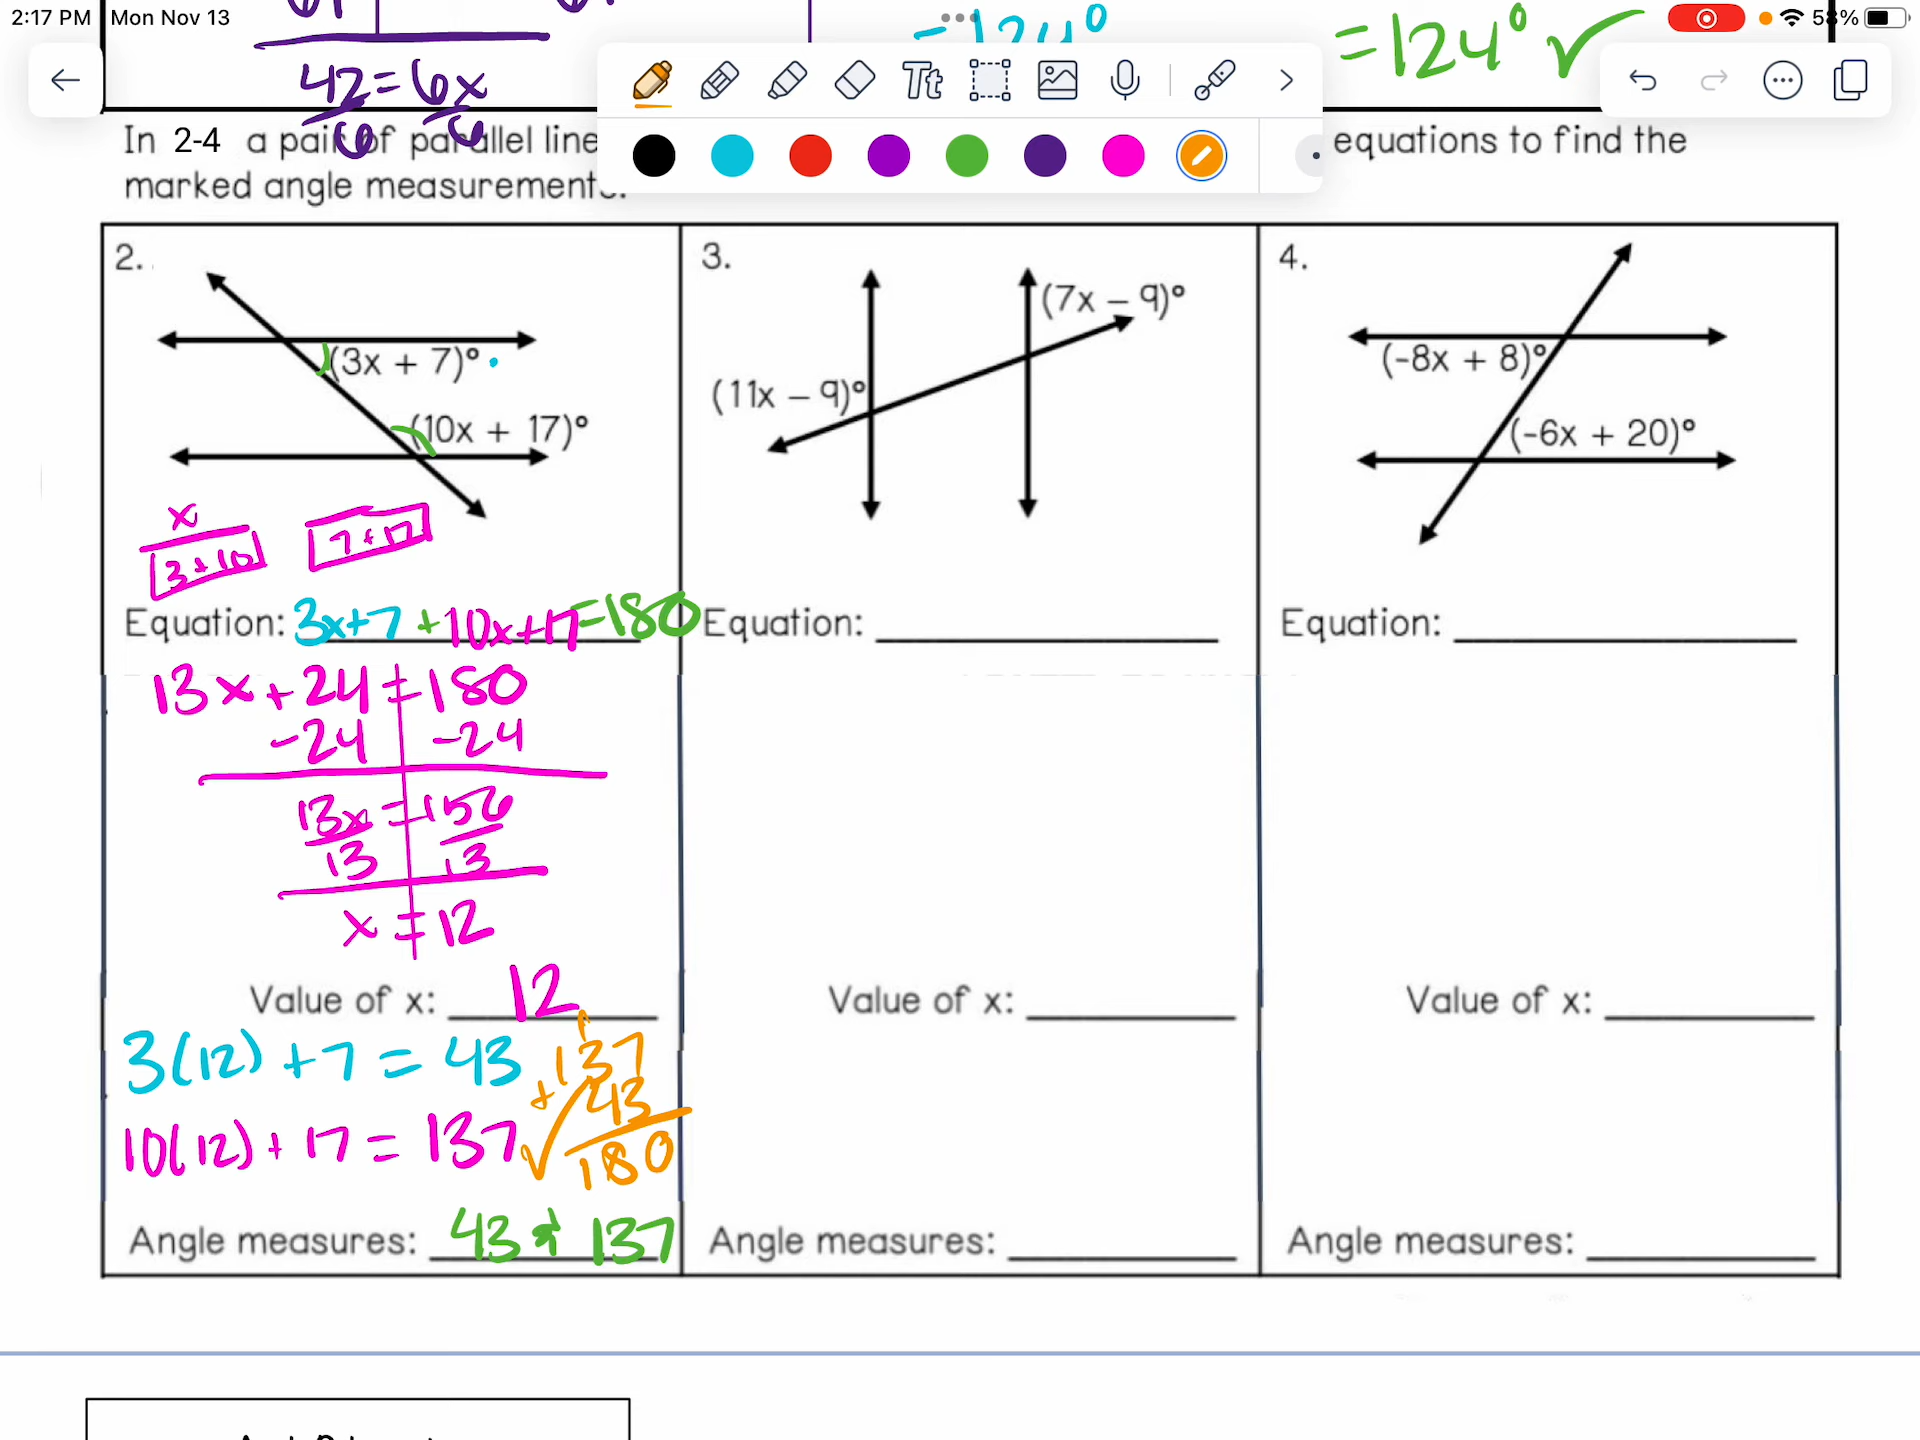 2:17 PM Mon Nov 13
58%
42 = 6x
6 6
= 124°
= 124° ✓
Tt
In 2-4 a pair of parallel line
equations to find the
marked angle measurements.
2.
(3x + 7)°
(10x + 17)°
x
3 + 10
7 + 17
Equation: 3x+7 + 10x+17 = 180
13x + 24 = 180
-24 -24
13x = 156
13 13
x = 12
Value of x: 12
3(12) + 7 = 43
10(12) + 17 = 137
1
137
+ 43
180
✓
Angle measures: 43 + 137
3.
(7x – 9)°
(11x – 9)°
Equation:
Value of x:
Angle measures:
4.
(-8x + 8)°
(-6x + 20)°
Equation:
Value of x:
Angle measures: